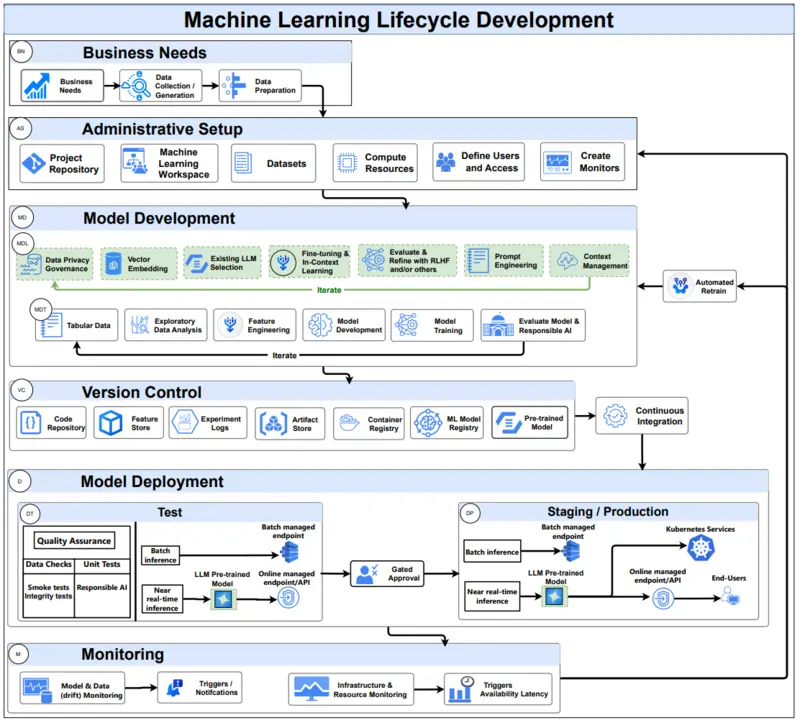 Machine Learning Lifecycle Development
BN
Business Needs
Business
Needs
Data
Collection /
Generation
Data
Preparation
AS
Administrative Setup
Project
Repository
Machine
Learning
Workspace
Datasets
Compute
Resources
Define Users
and Access
Create
Monitors
MD
Model Development
MDL
Data Privacy
Governance
Vector
Embedding
Existing LLM
Selection
Fine-tuning &
In-Context
Learning
Evaluate &
Refine with RLHF
and/or others
Prompt
Engineering
Context
Management
Iterate
Automated
Retrain
MDT
Tabular Data
Exploratory
Data Analysis
Feature
Engineering
Model
Development
Model
Training
Evaluate Model &
Responsible AI
Iterate
VC
Version Control
Code
Repository
Feature
Store
Experiment
Logs
Artifact
Store
Container
Registry
ML Model
Registry
Pre-trained
Model
Continuous
Integration
D
Model Deployment
DT
Test
Quality Assurance
Data Checks
Unit Tests
Smoke tests
Integrity tests
Responsible AI
Batch
inference
Batch managed
endpoint
Near
real-time
inference
LLM Pre-trained
Model
Online managed
endpoint/API
Gated
Approval
DP
Staging / Production
Batch inference
Batch managed
endpoint
Kubernetes Services
Near real-time
inference
LLM Pre-trained
Model
Online managed
endpoint/API
End-Users
M
Monitoring
Model & Data
(drift) Monitoring
Triggers /
Notifcations
Infrastructure &
Resource Monitoring
Triggers
Availability Latency